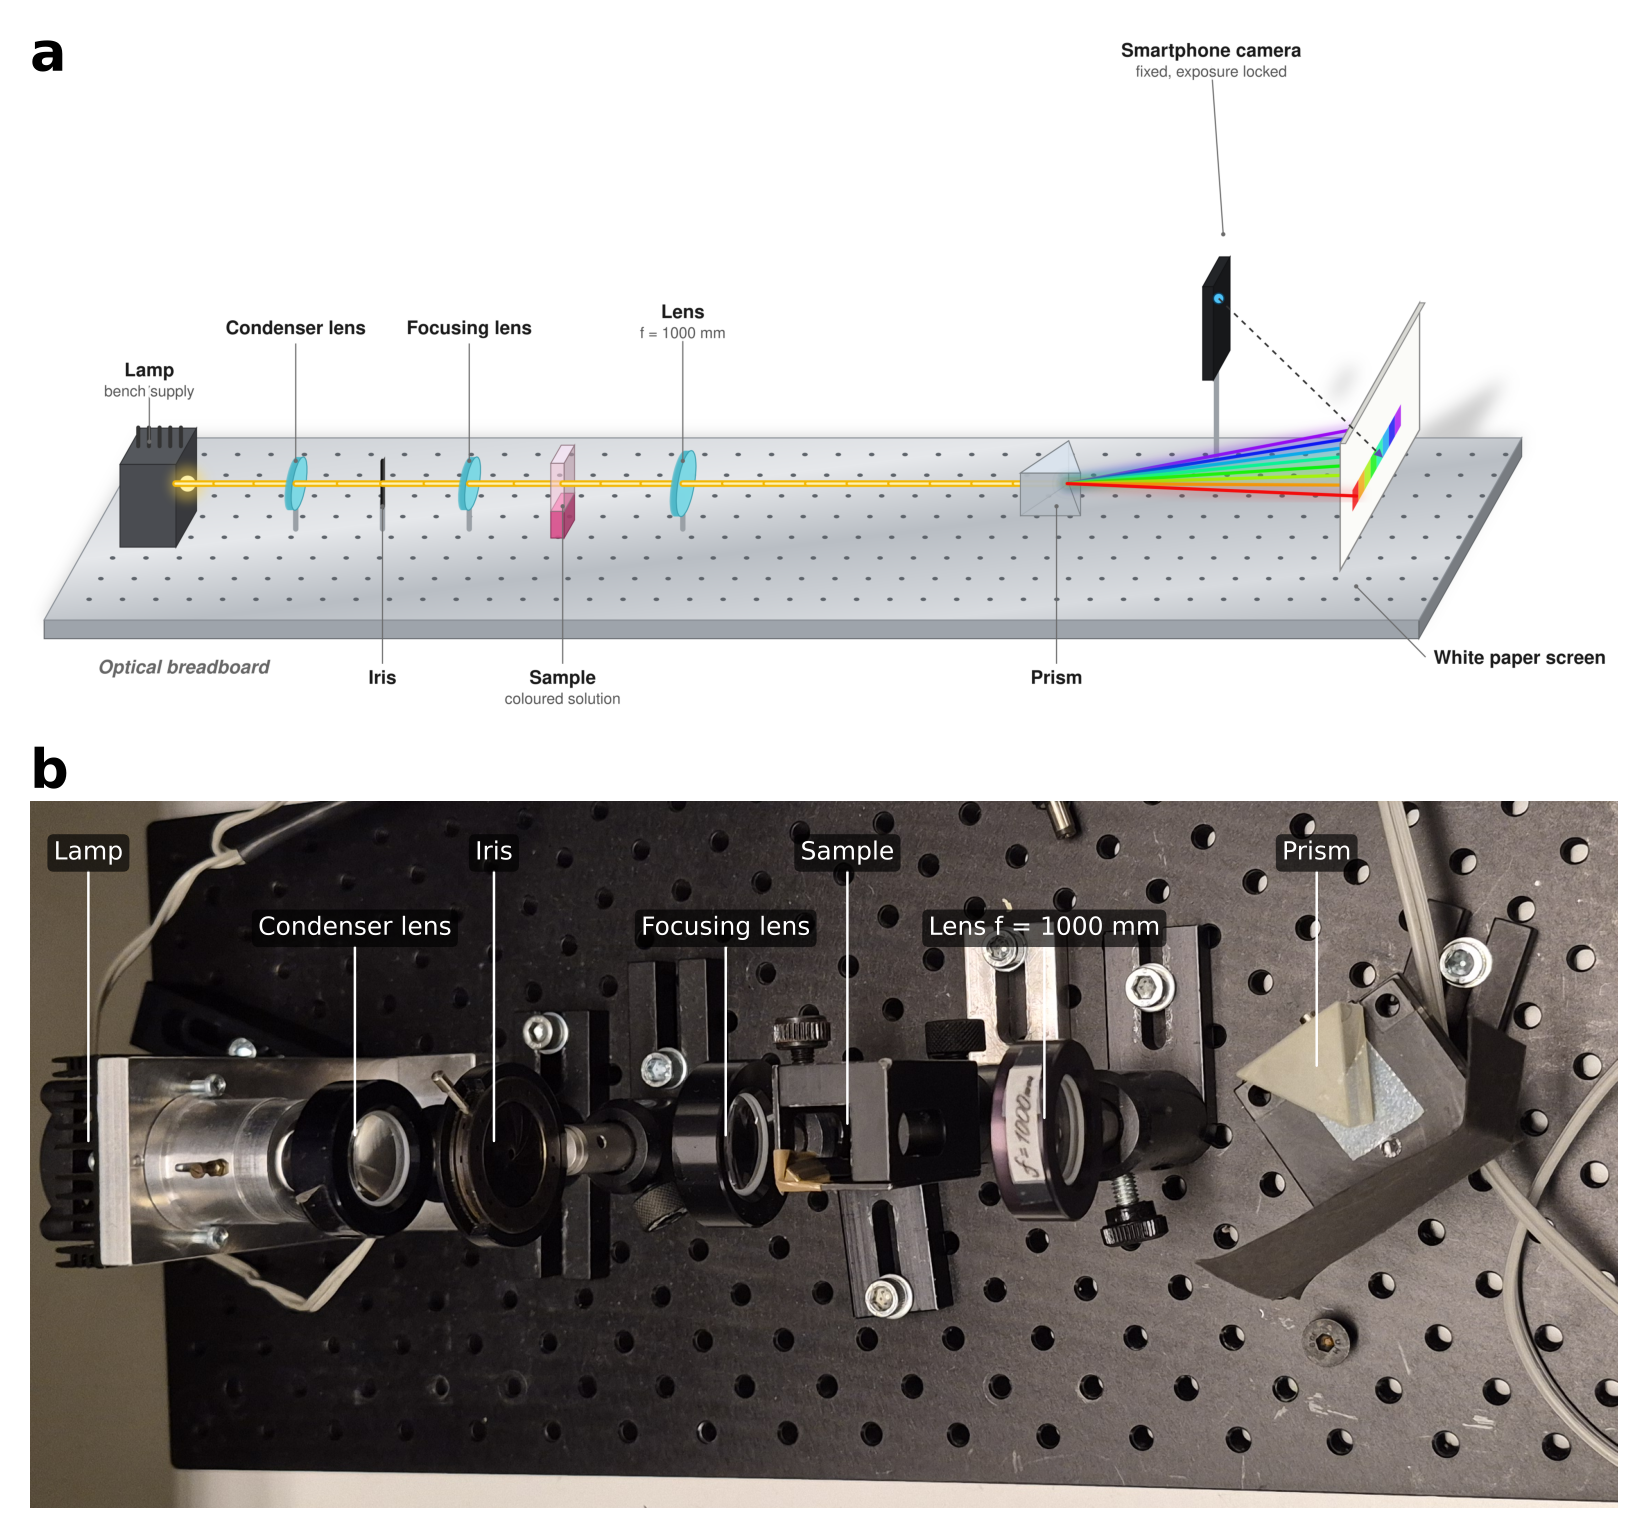 a
Smartphone camera
fixed, exposure locked
Lens
f = 1000 mm
Condenser lens
Focusing lens
Lamp
bench supply
Optical breadboard
Iris
Sample
coloured solution
Prism
White paper screen
b
Lamp
Iris
Sample
Prism
Condenser lens
Focusing lens
Lens f = 1000 mm
f=1000mm